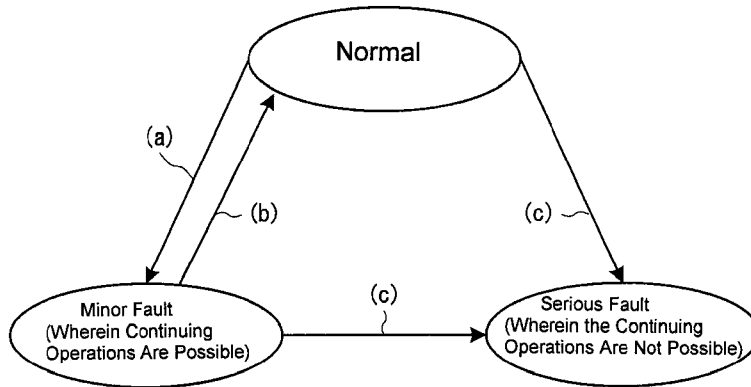 Normal
(a)
(b)
(c)
Minor Fault
(Wherein Continuing
Operations Are Possible)
(c)
Serious Fault
(Wherein the Continuing
Operations Are Not Possible)